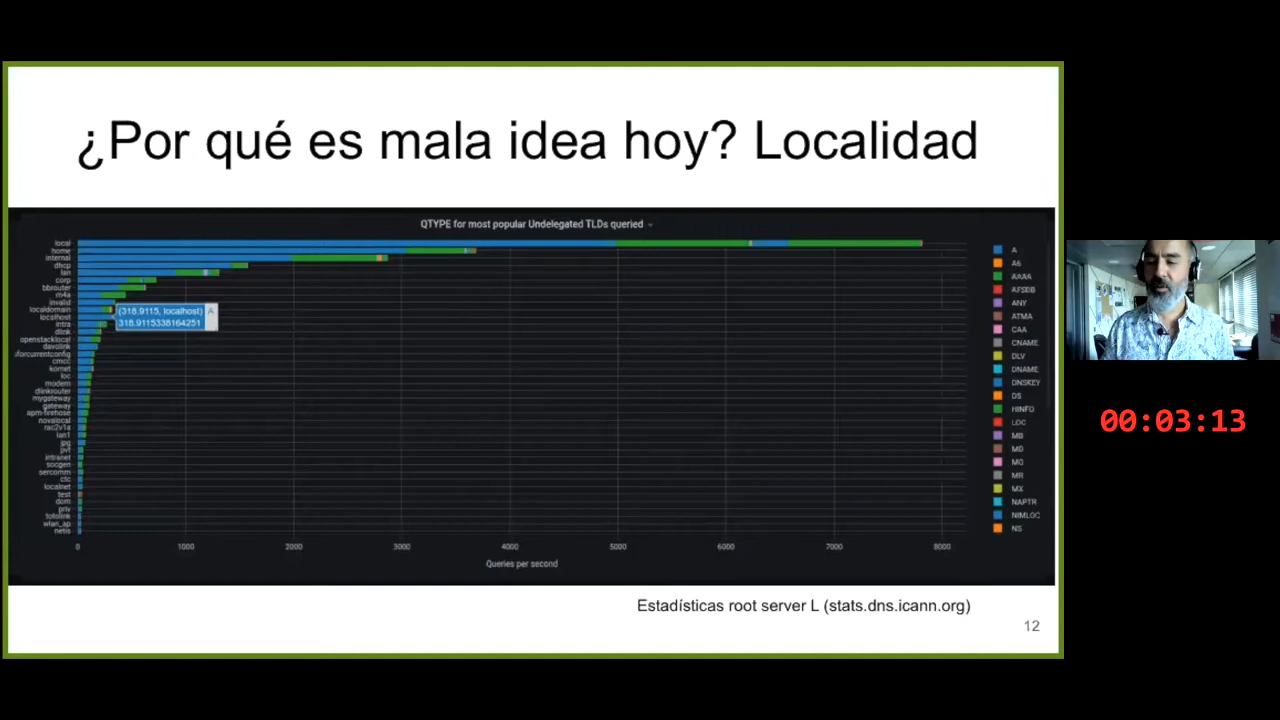 ¿Por qué es mala idea hoy? Localidad
QTYPE for most popular Undelegated TLDs queried
local
home
internal
dhcp
lan
corp
bbrouter
invalid
localdomain
localhost
intra
dlink
openstacklocal
davolink
cmcc
kornet
loc
modem
dlinkrouter
mygateway
gateway
novalocal
rac2v1a
lan1
jpg
pvt
intranet
socgen
sercomm
ctc
localnet
test
dom
priv
totolink
wlan_ap
netis
(318.9115, localhost) A
318.9115338164251
0 1000 2000 3000 4000 5000 6000 7000 8000
Queries per second
A
A6
AAAA
AFSDB
ANY
ATMA
CAA
CNAME
DLV
DNAME
DNSKEY
DS
HINFO
LOC
MB
MD
MG
MR
MX
NAPTR
NIMLOC
NS
Estadísticas root server L (stats.dns.icann.org)
12
00:03:13